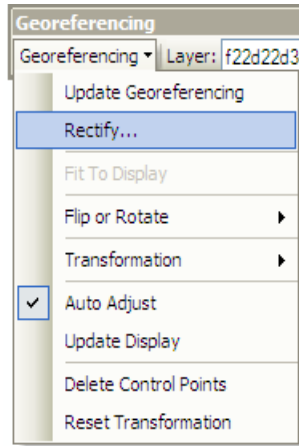 Georeferencing
Georeferencing Layer: f22d22d3
Update Georeferencing
Rectify...
Fit To Display
Flip or Rotate
Transformation
Auto Adjust
Update Display
Delete Control Points
Reset Transformation